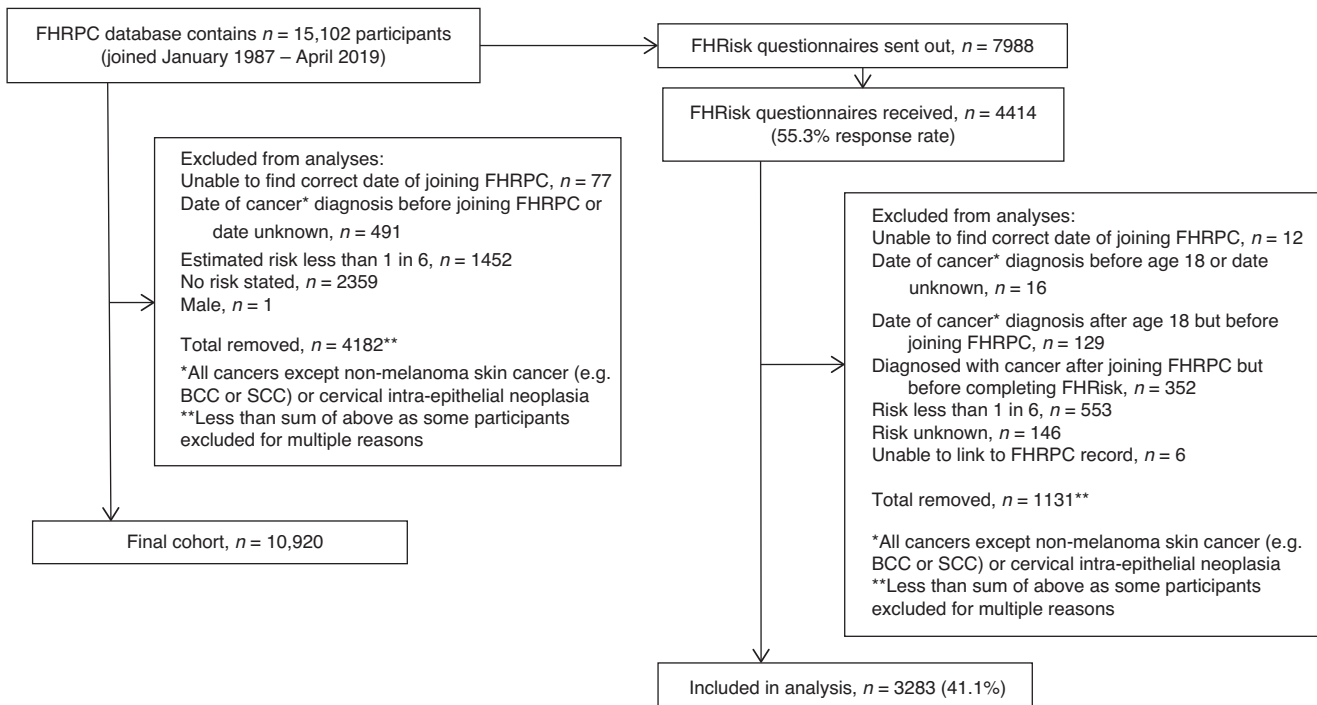 FHRPC database contains n = 15,102 participants
(joined January 1987 – April 2019)
FHRisk questionnaires sent out, n = 7988
FHRisk questionnaires received, n = 4414
(55.3% response rate)
Excluded from analyses:
Unable to find correct date of joining FHRPC, n = 77
Date of cancer* diagnosis before joining FHRPC or
date unknown, n = 491
Estimated risk less than 1 in 6, n = 1452
No risk stated, n = 2359
Male, n = 1
Total removed, n = 4182**
*All cancers except non-melanoma skin cancer (e.g.
BCC or SCC) or cervical intra-epithelial neoplasia
**Less than sum of above as some participants
excluded for multiple reasons
Final cohort, n = 10,920
Excluded from analyses:
Unable to find correct date of joining FHRPC, n = 12
Date of cancer* diagnosis before age 18 or date
unknown, n = 16
Date of cancer* diagnosis after age 18 but before
joining FHRPC, n = 129
Diagnosed with cancer after joining FHRPC but
before completing FHRisk, n = 352
Risk less than 1 in 6, n = 553
Risk unknown, n = 146
Unable to link to FHRPC record, n = 6
Total removed, n = 1131**
*All cancers except non-melanoma skin cancer (e.g.
BCC or SCC) or cervical intra-epithelial neoplasia
**Less than sum of above as some participants
excluded for multiple reasons
Included in analysis, n = 3283 (41.1%)